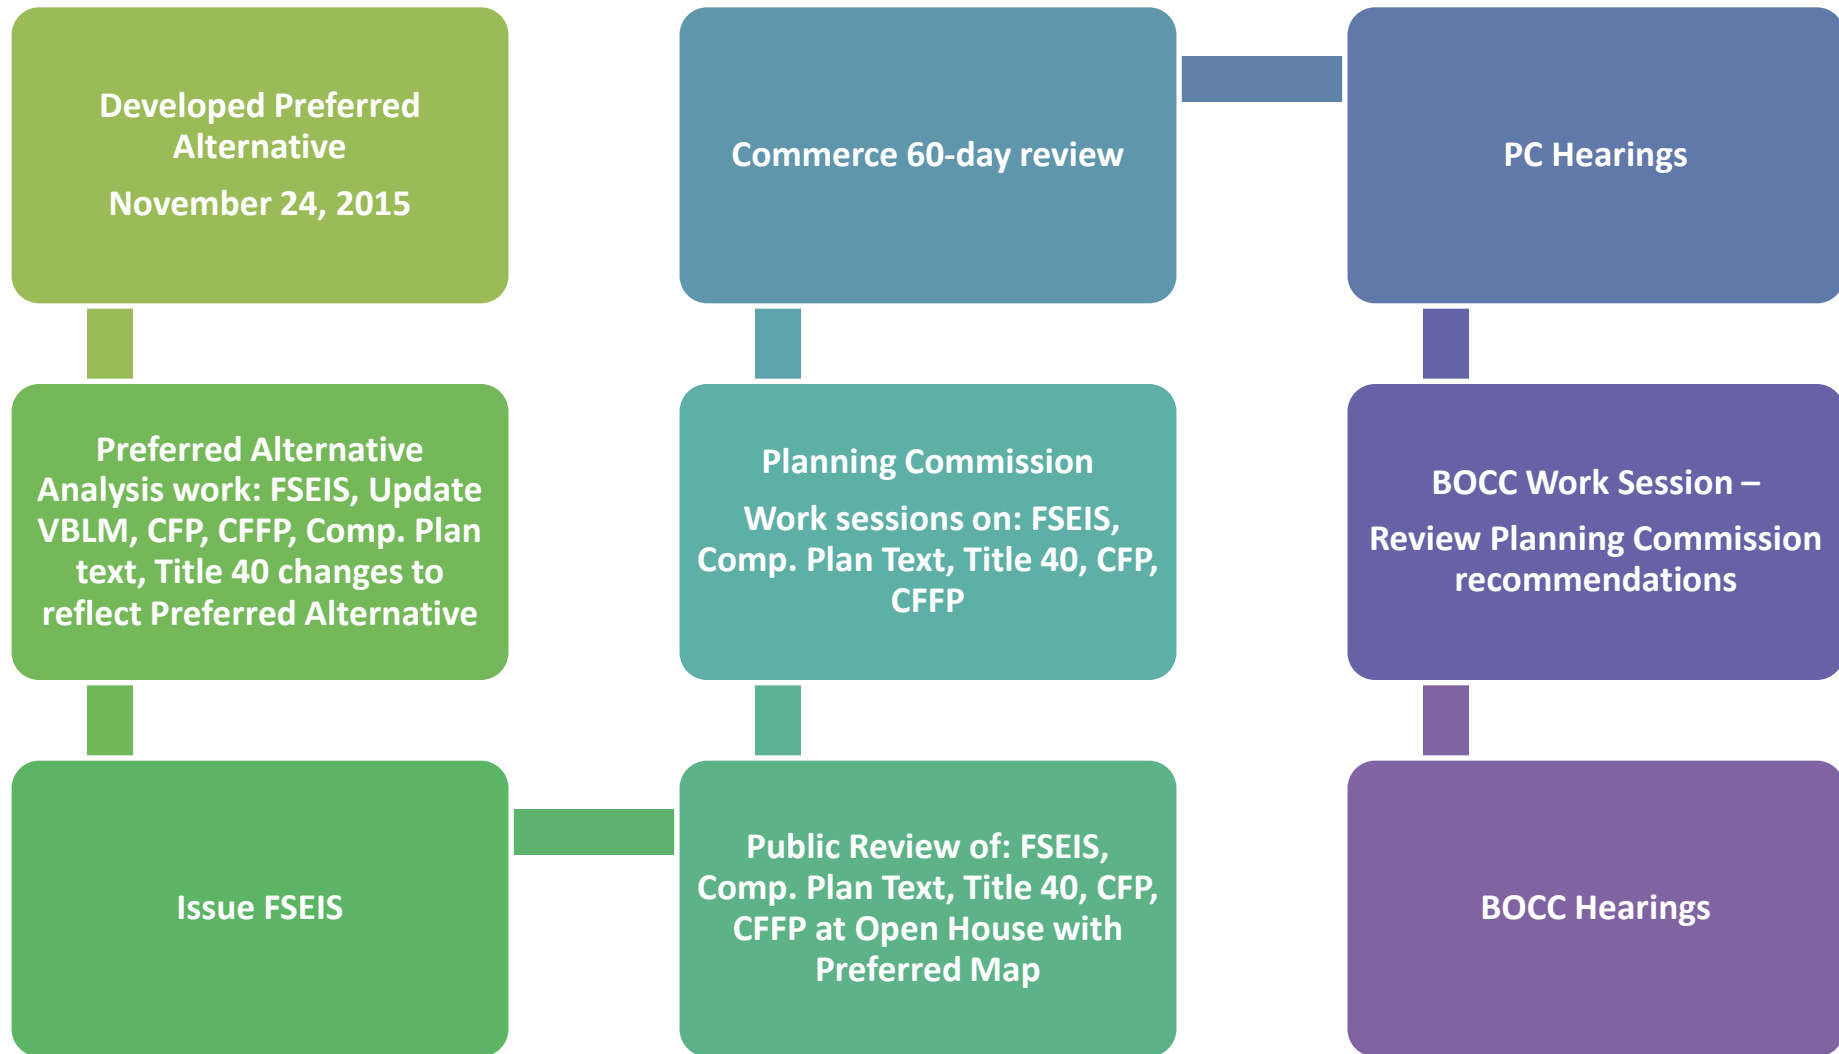 Developed Preferred
Alternative
November 24, 2015
Preferred Alternative
Analysis work: FSEIS, Update
VBLM, CFP, CFFP, Comp. Plan
text, Title 40 changes to
reflect Preferred Alternative
Issue FSEIS
Public Review of: FSEIS,
Comp. Plan Text, Title 40, CFP,
CFFP at Open House with
Preferred Map
Planning Commission
Work sessions on: FSEIS,
Comp. Plan Text, Title 40, CFP,
CFFP
Commerce 60-day review
PC Hearings
BOCC Work Session –
Review Planning Commission
recommendations
BOCC Hearings